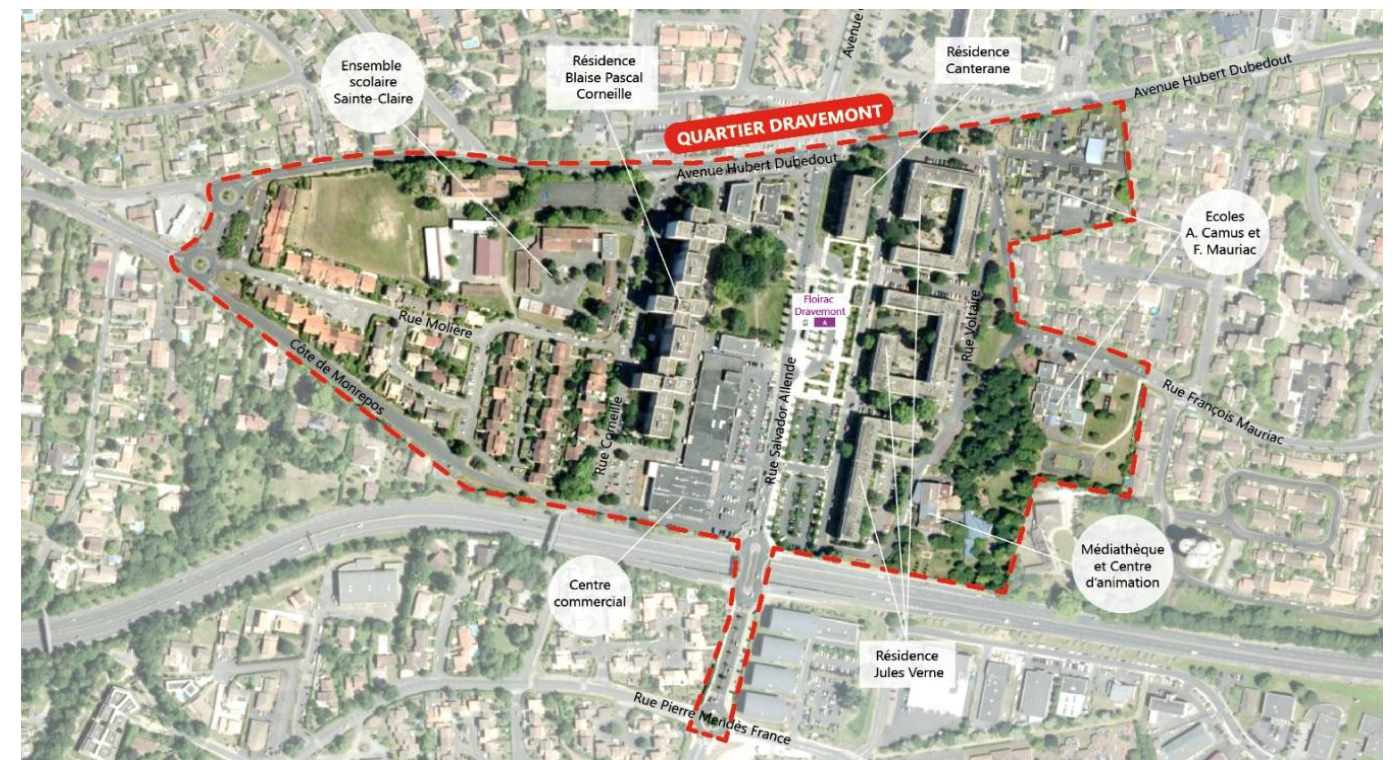 Avenue
Ensemble
scolaire
Sainte-Claire
Résidence
Blaise Pascal
Corneille
Résidence
Canterane
Avenue Hubert Dubedout
QUARTIER DRAVEMONT
Avenue Hubert Dubedout
Ecoles
A. Camus et
F. Mauriac
Floirac
Dravemont
A
Rue Molière
Rue Voltaire
Côte de Monrepos
Rue Salvador Allende
Rue Corneille
Rue François Mauriac
Médiathèque
et Centre
d'animation
Centre
commercial
Résidence
Jules Verne
Rue Pierre Mendès France